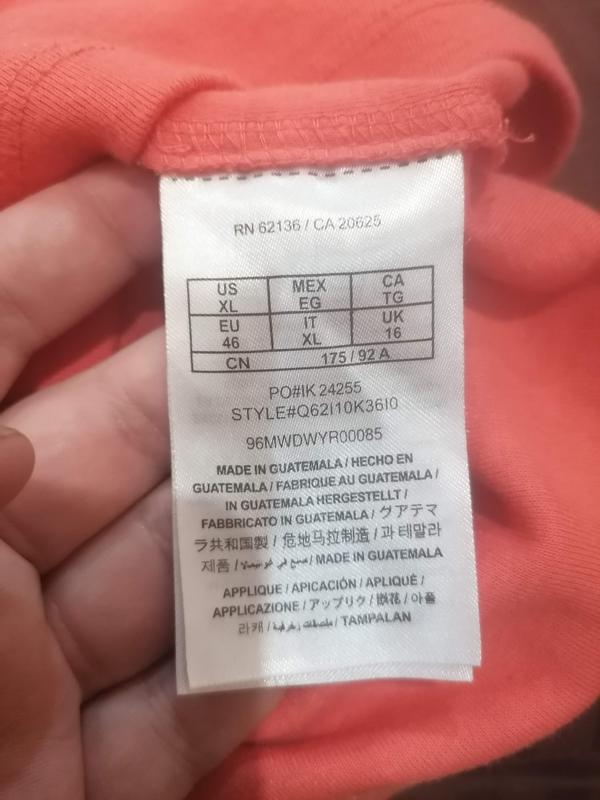 RN 62136 / CA 20625
US XL MEX EG CA TG
EU 46 IT XL UK 16
CN 175 / 92 A
PO#IK 24255
STYLE#Q62I10K36I0
96MWDWYR00085
MADE IN GUATEMALA / HECHO EN
GUATEMALA / FABRIQUE AU GUATEMALA /
IN GUATEMALA HERGESTELLT /
FABBRICATO IN GUATEMALA / グアテマ
ラ共和国製 / 危地马拉制造 / 과테말라
제품 / صنع في / MADE IN GUATEMALA
APPLIQUE / APICACIÓN / APLIQUÉ /
APPLICAZIONE / アップリケ / 嵌花 / 아플
리케 / / TAMPALAN